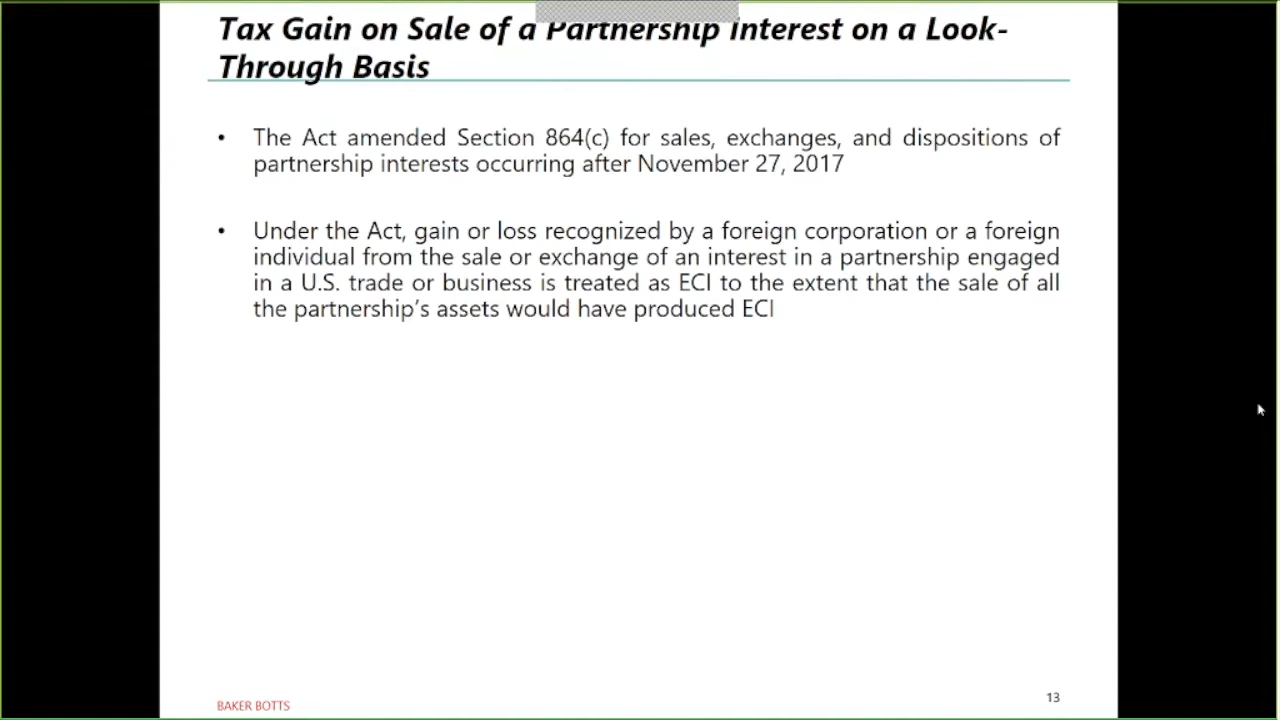 Tax Gain on Sale of a Partnership Interest on a Look-
Through Basis
• The Act amended Section 864(c) for sales, exchanges, and dispositions of
partnership interests occurring after November 27, 2017
• Under the Act, gain or loss recognized by a foreign corporation or a foreign
individual from the sale or exchange of an interest in a partnership engaged
in a U.S. trade or business is treated as ECI to the extent that the sale of all
the partnership's assets would have produced ECI
BAKER BOTTS
13